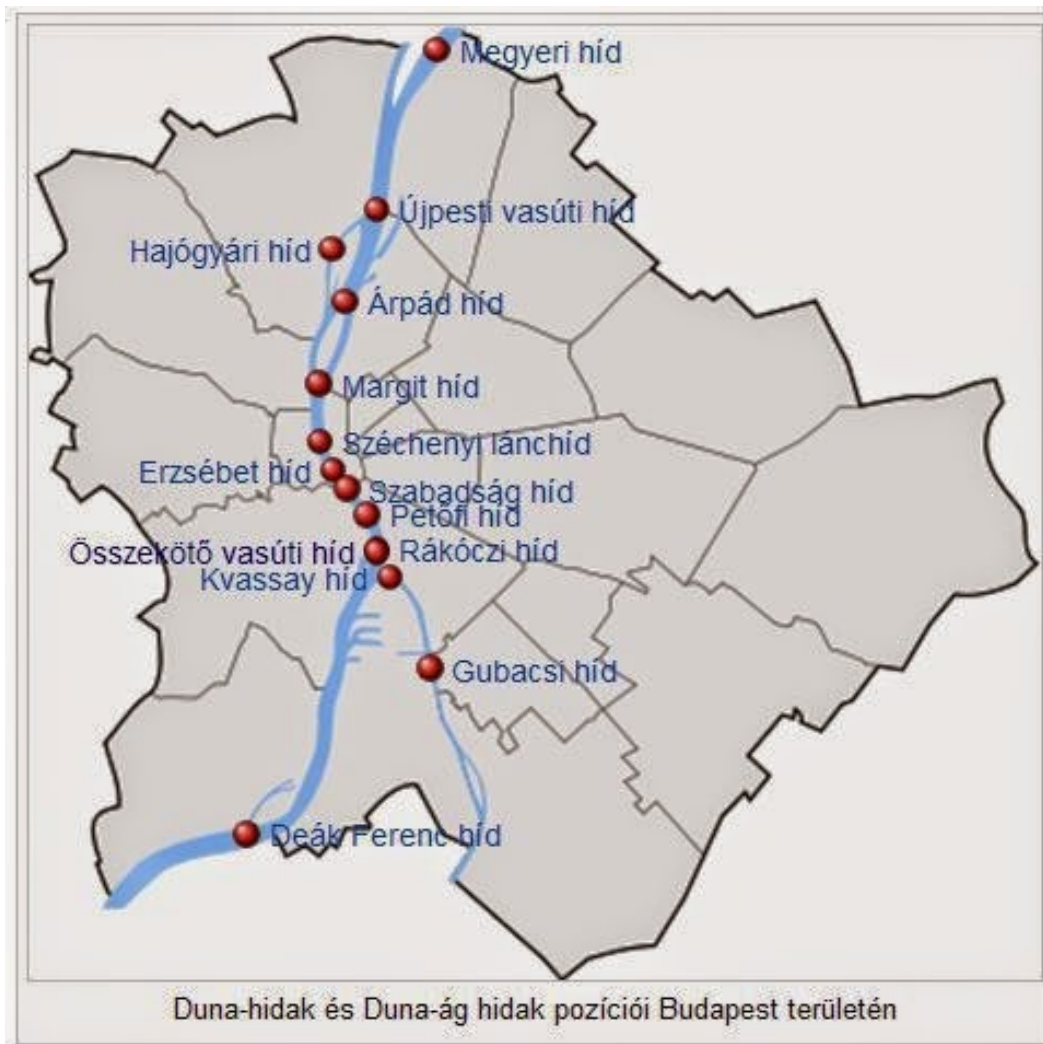 Megyeri híd
Újpesti vasúti híd
Hajógyári híd
Árpád híd
Margit híd
Széchenyi lánchíd
Erzsébet híd
Szabadság híd
Petőfi híd
Összekötő vasúti híd
Rákóczi híd
Kvassay híd
Gubacsi híd
Deák Ferenc híd
Duna-hidak és Duna-ág hidak pozíciói Budapest területén